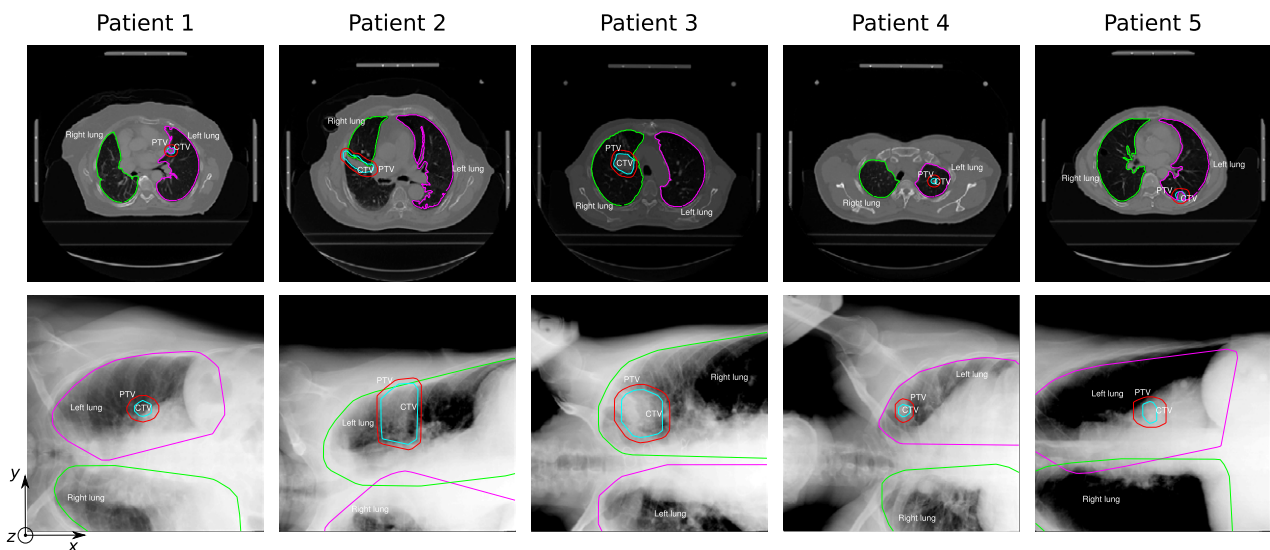 Patient 1
Patient 2
Patient 3
Patient 4
Patient 5
Right lung
PTV
CTV
Left lung
Right lung
CTV
PTV
Left lung
PTV
CTV
Right lung
Left lung
Right lung
PTV
CTV
Left lung
Right lung
PTV
CTV
Left lung
PTV
CTV
Left lung
Right lung
PTV
CTV
Left lung
Right lung
PTV
CTV
Right lung
Left lung
PTV
CTV
Left lung
Right lung
PTV
CTV
Left lung
Right lung
y
z
x